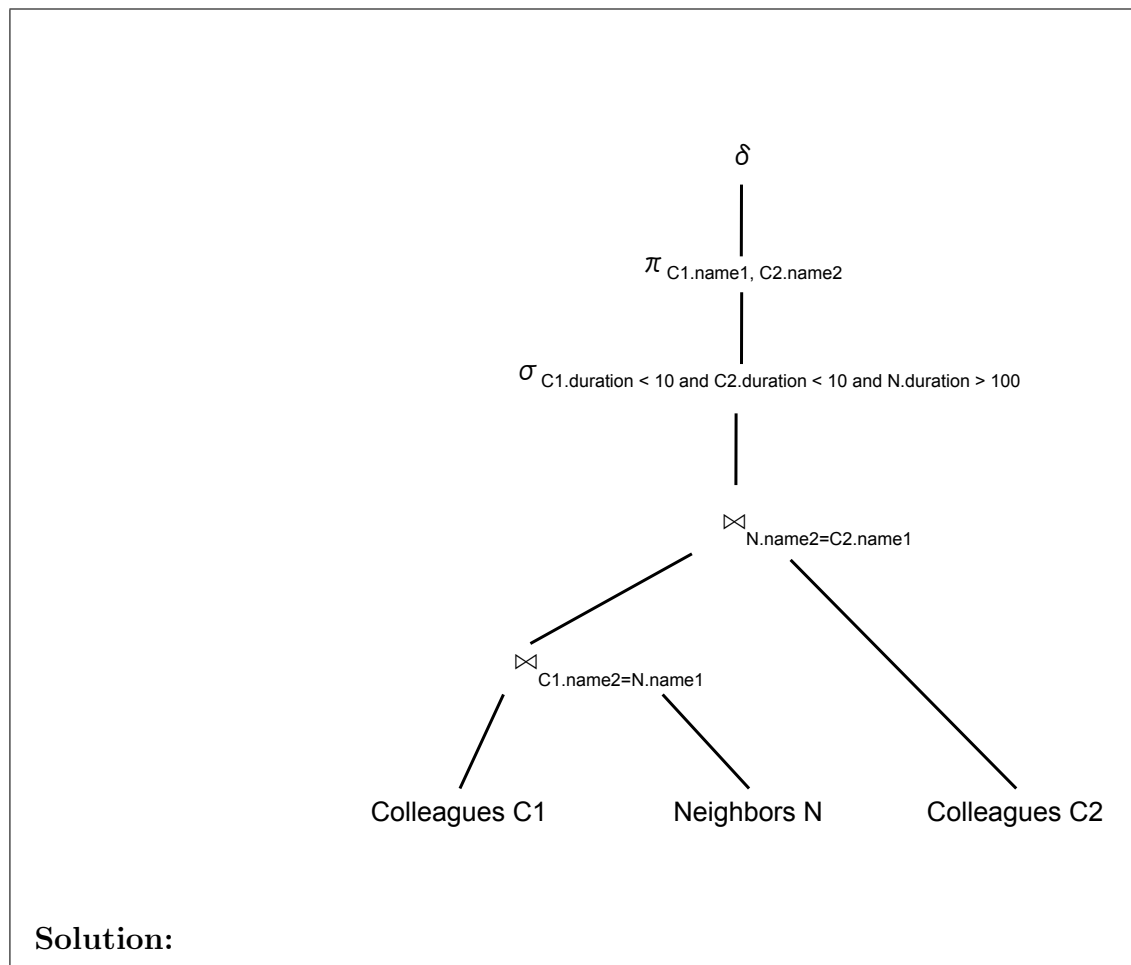 δ
π C1.name1, C2.name2
σ C1.duration < 10 and C2.duration < 10 and N.duration > 100
⋈ N.name2=C2.name1
⋈ C1.name2=N.name1
Colleagues C1 Neighbors N Colleagues C2
Solution: